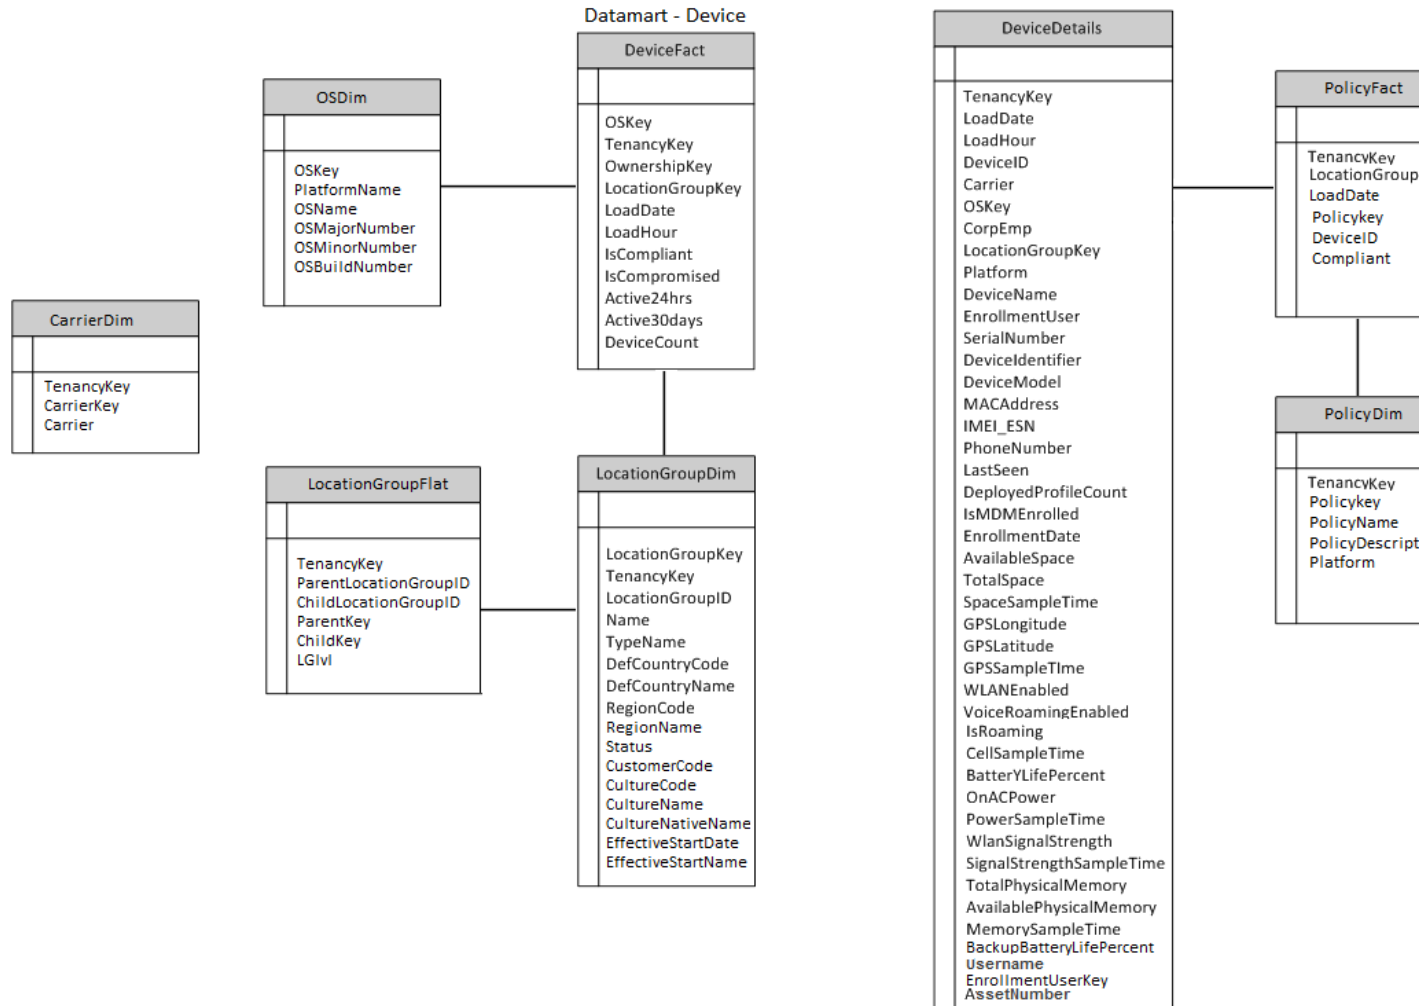 Datamart - Device
DeviceFact
OSKey
TenancyKey
OwnershipKey
LocationGroupKey
LoadDate
LoadHour
IsCompliant
IsCompromised
Active24hrs
Active30days
DeviceCount
OSDim
OSKey
PlatformName
OSName
OSMajorNumber
OSMinorNumber
OSBuildNumber
CarrierDim
TenancyKey
CarrierKey
Carrier
LocationGroupFlat
TenancyKey
ParentLocationGroupID
ChildLocationGroupID
ParentKey
ChildKey
LGlvl
LocationGroupDim
LocationGroupKey
TenancyKey
LocationGroupID
Name
TypeName
DefCountryCode
DefCountryName
RegionCode
RegionName
Status
CustomerCode
CultureCode
CultureName
CultureNativeName
EffectiveStartDate
EffectiveStartName
DeviceDetails
TenancyKey
LoadDate
LoadHour
DeviceID
Carrier
OSKey
CorpEmp
LocationGroupKey
Platform
DeviceName
EnrollmentUser
SerialNumber
DeviceIdentifier
DeviceModel
MACAddress
IMEI_ESN
PhoneNumber
LastSeen
DeployedProfileCount
IsMDMEnrolled
EnrollmentDate
AvailableSpace
TotalSpace
SpaceSampleTime
GPSLongitude
GPSLatitude
GPSSampleTIme
WLANEnabled
VoiceRoamingEnabled
IsRoaming
CellSampleTime
BatterYLifePercent
OnACPower
PowerSampleTime
WlanSignalStrength
SignalStrengthSampleTime
TotalPhysicalMemory
AvailablePhysicalMemory
MemorySampleTime
BackupBatteryLifePercent
Username
EnrollmentUserKey
AssetNumber
PolicyFact
TenancyKey
LocationGroup
LoadDate
Policykey
DeviceID
Compliant
PolicyDim
TenancyKey
Policykey
PolicyName
PolicyDescript
Platform